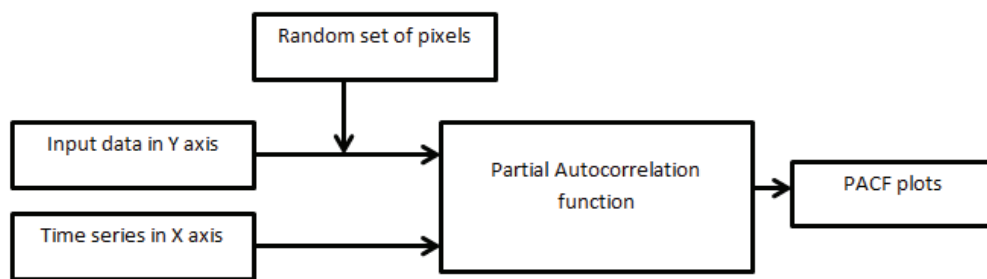 Random set of pixels
Input data in Y axis
Partial Autocorrelation
function
PACF plots
Time series in X axis